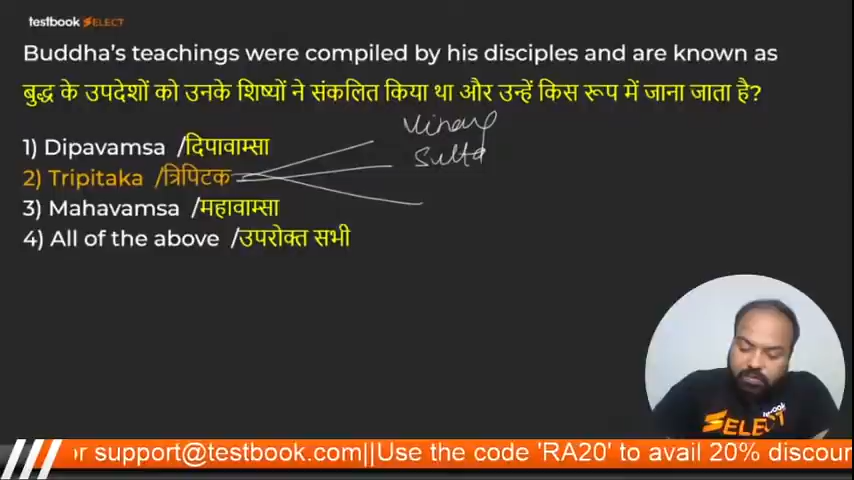 testbook SELECT
Buddha's teachings were compiled by his disciples and are known as
बुद्ध के उपदेशों को उनके शिष्यों ने संकलित किया था और उन्हें किस रूप में जाना जाता है?
Vinay
1) Dipavamsa /दिपावाम्सा
Sutta
2) Tripitaka /त्रिपिटक
3) Mahavamsa /महावाम्सा
4) All of the above /उपरोक्त सभी
testbook
SELECT
or support@testbook.com||Use the code 'RA20' to avail 20% discour